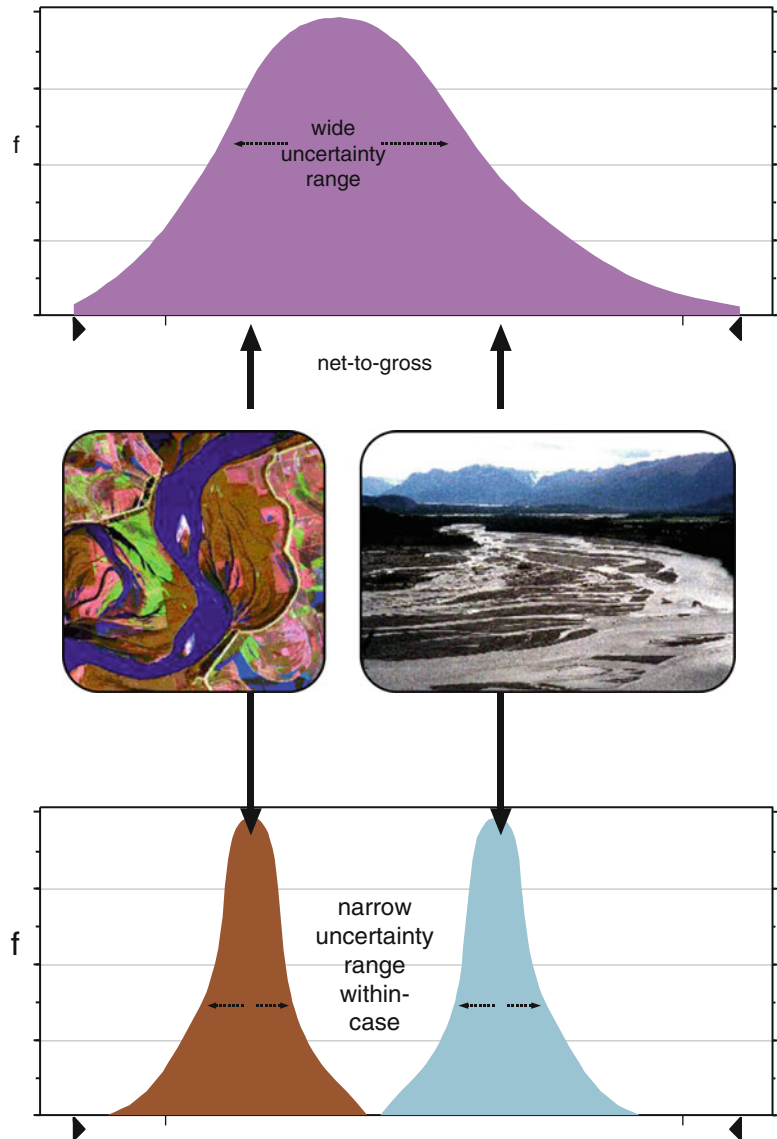 f
wide
uncertainty
range
net-to-gross
f
narrow
uncertainty
range
within-
case